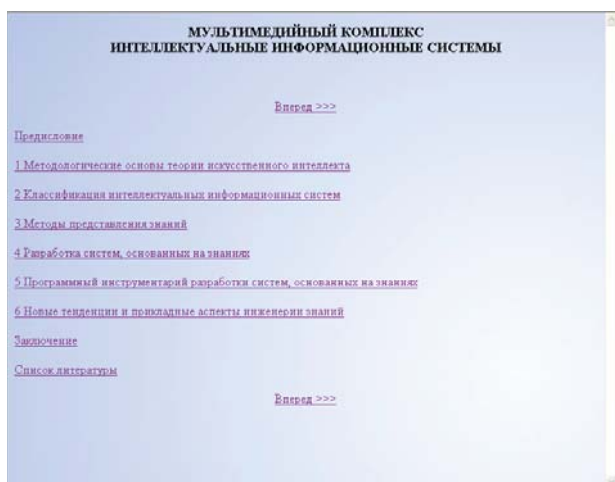 МУЛЬТИМЕДИЙНЫЙ КОМПЛЕКС
ИНТЕЛЛЕКТУАЛЬНЫЕ ИНФОРМАЦИОННЫЕ СИСТЕМЫ
Вперед >>>
Предисловие
1 Методологические основы теории искусственного интеллекта
2 Классификация интеллектуальных информационных систем
3 Методы представления знаний
4 Разработка систем, основанных на знаниях
5 Программный инструментарий разработки систем, основанных на знаниях
6 Новые тенденции и прикладные аспекты инженерии знаний
Заключение
Список литературы
Вперед >>>